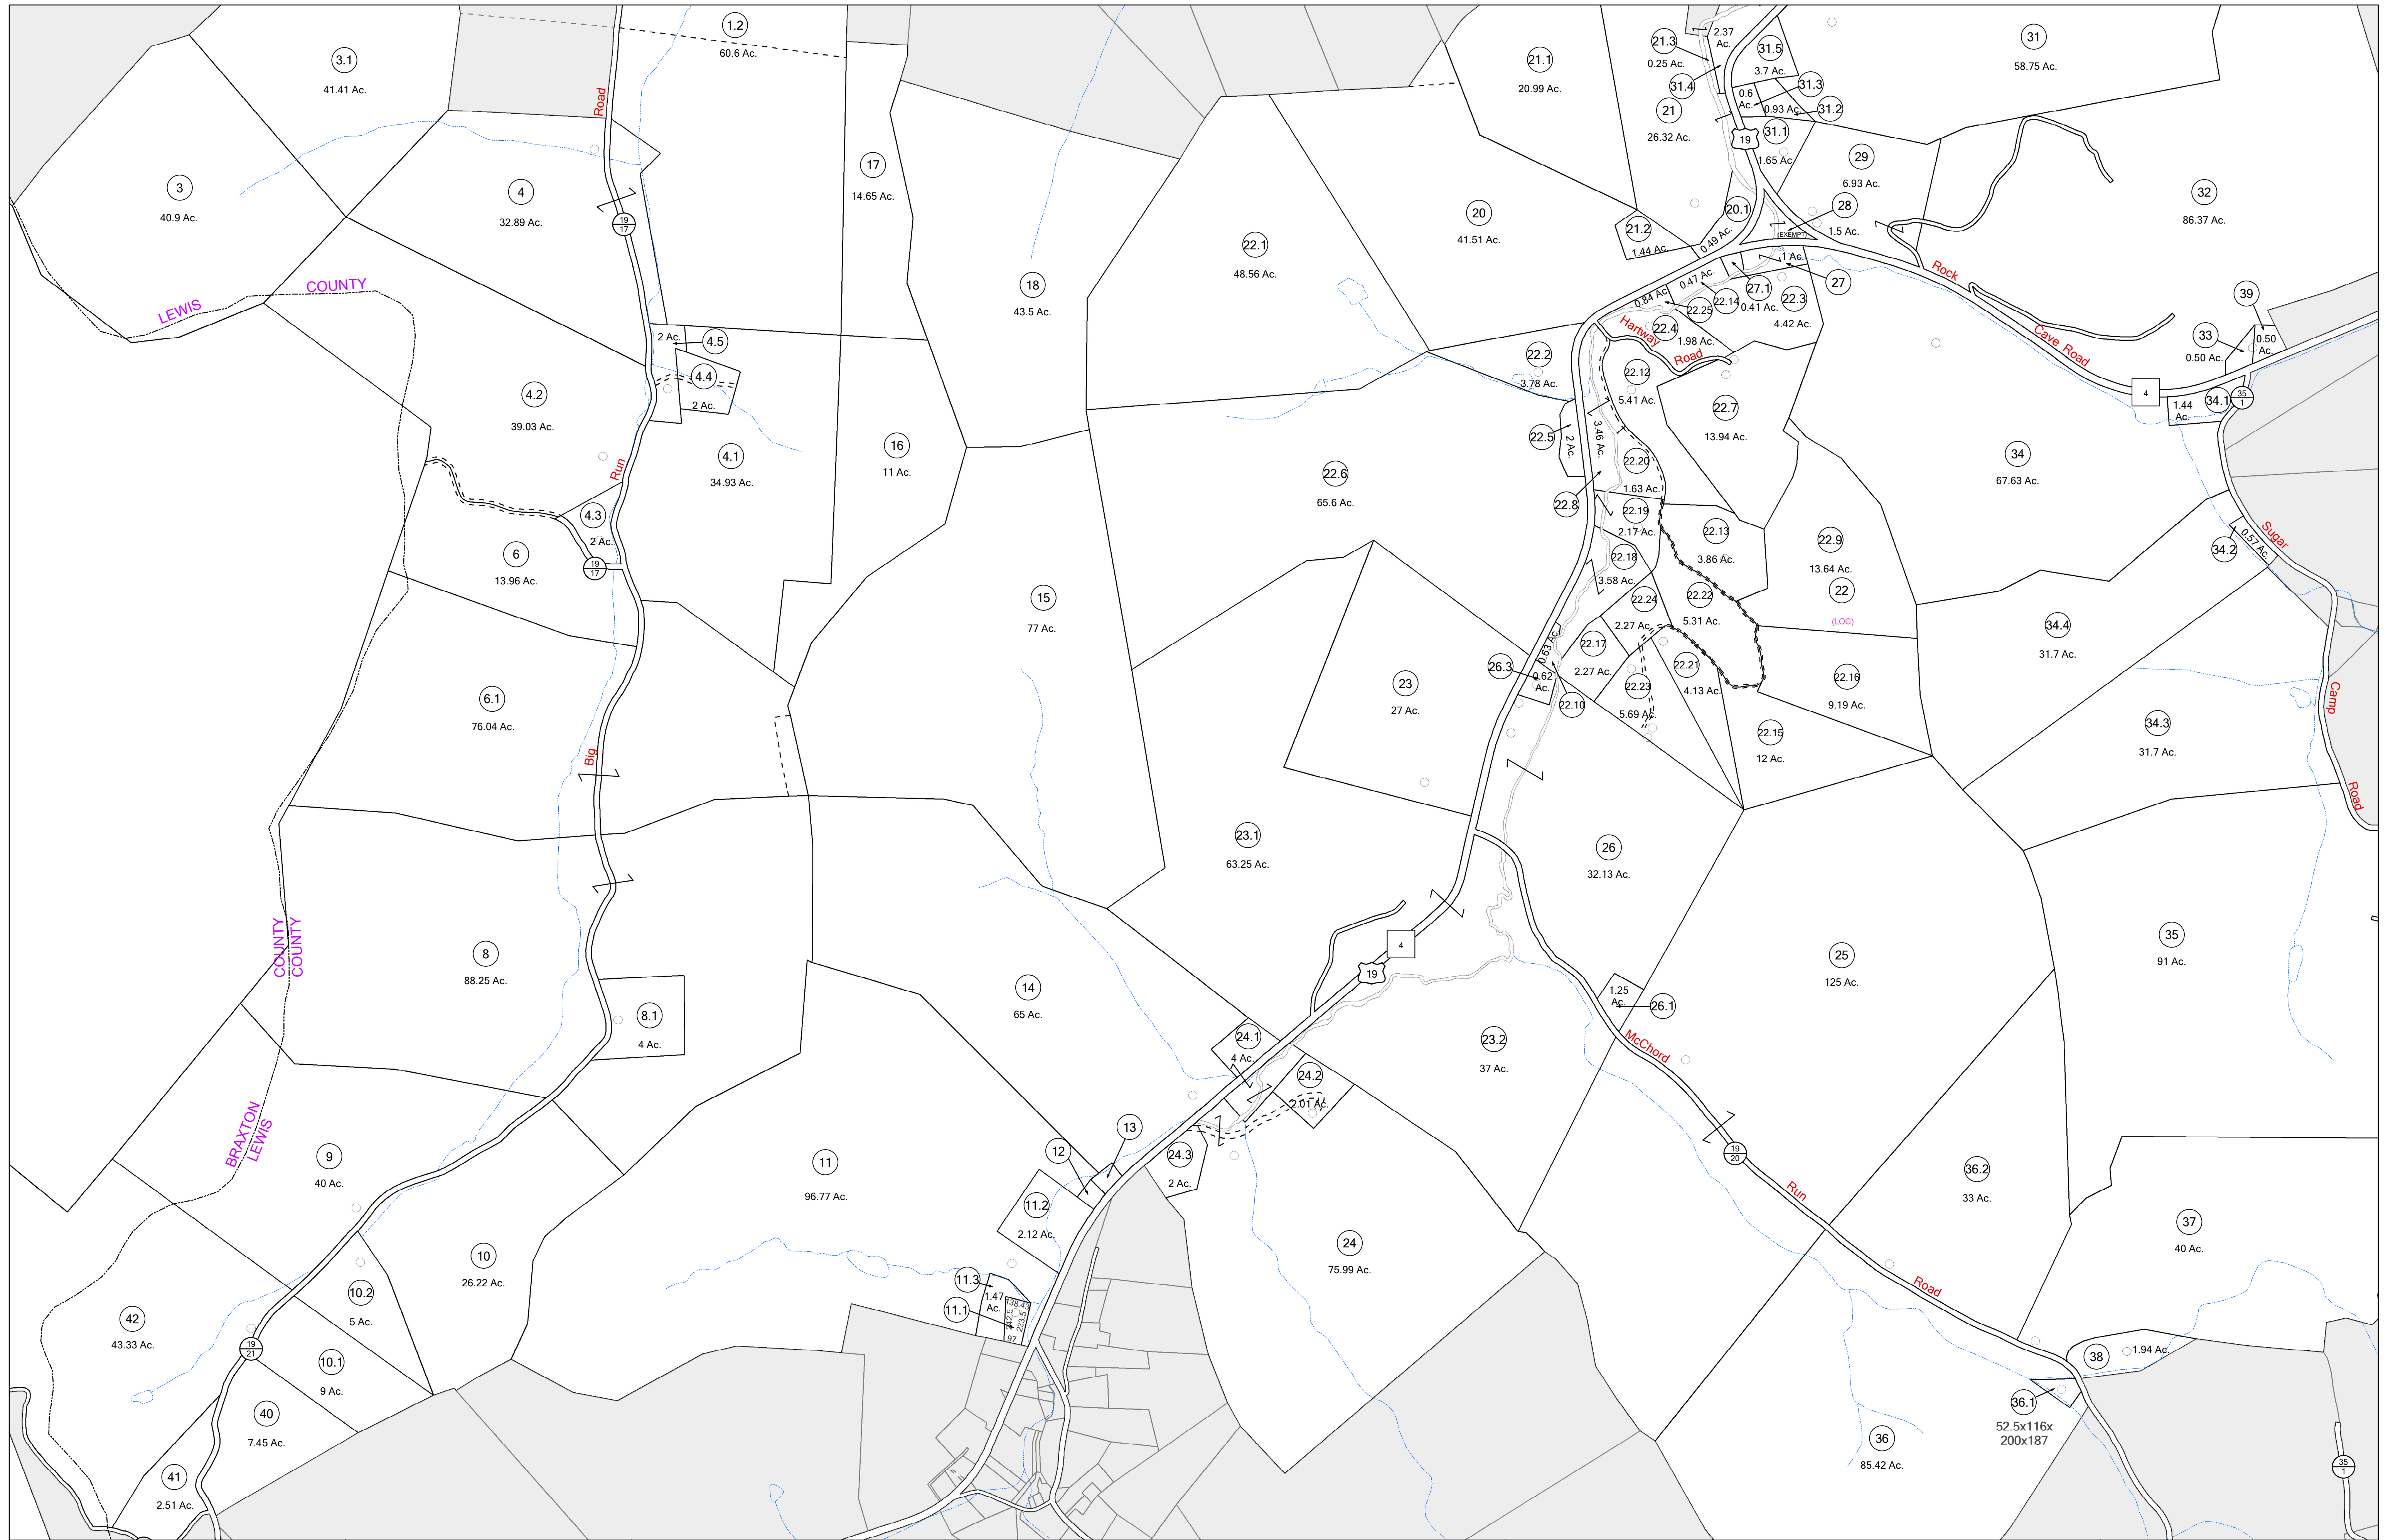 1.2
60.6 Ac.
3.1
41.41 Ac.
Road
3
40.9 Ac.
4
32.89 Ac.
19
17
17
14.65 Ac.
18
43.5 Ac.
22.1
48.56 Ac.
20
41.51 Ac.
21.1
20.99 Ac.
21.3
0.25 Ac.
2.37
Ac.
31.4
21
26.32 Ac.
31.5
3.7 Ac.
31.3
0.6
Ac.
0.93 Ac.
31.2
31.1
1.65 Ac.
19
31
58.75 Ac.
29
6.93 Ac.
32
86.37 Ac.
28
1.5 Ac.
(EXEMPT)
20.1
0.49 Ac.
21.2
1.44 Ac.
1 Ac.
27
27.1
0.41 Ac.
0.47 Ac.
22.14
0.84 Ac.
22.25
22.3
4.42 Ac.
22.4
1.98 Ac.
Hartway
Road
Rock
Cave Road
39
0.50
Ac.
33
0.50 Ac.
4
1.44
Ac.
34.1
35
1
LEWIS
COUNTY
2 Ac.
4.5
4.4
2 Ac.
4.2
39.03 Ac.
4.1
34.93 Ac.
Run
4.3
2 Ac.
6
13.96 Ac.
19
17
16
11 Ac.
15
77 Ac.
22.2
3.78 Ac.
22.12
5.41 Ac.
22.7
13.94 Ac.
22.5
2 Ac.
3.46 Ac.
22.20
1.63 Ac.
22.6
65.6 Ac.
22.8
22.19
2.17 Ac.
22.13
3.86 Ac.
22.9
13.64 Ac.
22
(LOC)
22.18
3.58 Ac.
22.24
2.27 Ac.
22.22
5.31 Ac.
22.17
2.27 Ac.
0.63 Ac.
26.3
0.62
Ac.
22.10
22.23
5.69 Ac.
22.21
4.13 Ac.
22.16
9.19 Ac.
22.15
12 Ac.
34
67.63 Ac.
34.2
0.57 Ac.
Sugar
Camp
Road
34.4
31.7 Ac.
34.3
31.7 Ac.
6.1
76.04 Ac.
Big
23
27 Ac.
23.1
63.25 Ac.
26
32.13 Ac.
COUNTY
COUNTY
8
88.25 Ac.
8.1
4 Ac.
14
65 Ac.
4
19
25
125 Ac.
35
91 Ac.
1.25
Ac.
26.1
McChord
23.2
37 Ac.
24.1
4 Ac.
24.2
2.01 Ac.
BRAXTON
LEWIS
9
40 Ac.
11
96.77 Ac.
12
13
11.2
2.12 Ac.
24.3
2 Ac.
19
20
Run
Road
36.2
33 Ac.
37
40 Ac.
24
75.99 Ac.
10
26.22 Ac.
10.2
5 Ac.
11.3
1.47
Ac.
11.1
138.43
242.5
233.5
97
42
43.33 Ac.
19
21
10.1
9 Ac.
40
7.45 Ac.
41
2.51 Ac.
38
1.94 Ac.
36.1
52.5x116x
200x187
36
85.42 Ac.
35
1